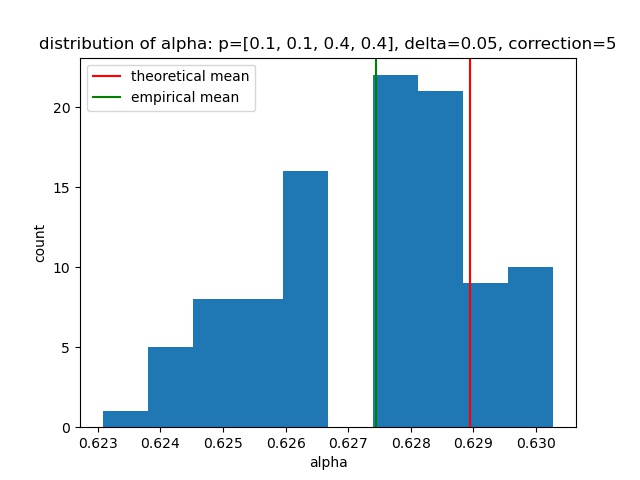 distribution of alpha: p=[0.1, 0.1, 0.4, 0.4], delta=0.05, correction=5
theoretical mean
empirical mean
20
15
10
5
0
count
0.623 0.624 0.625 0.626 0.627 0.628 0.629 0.630
alpha